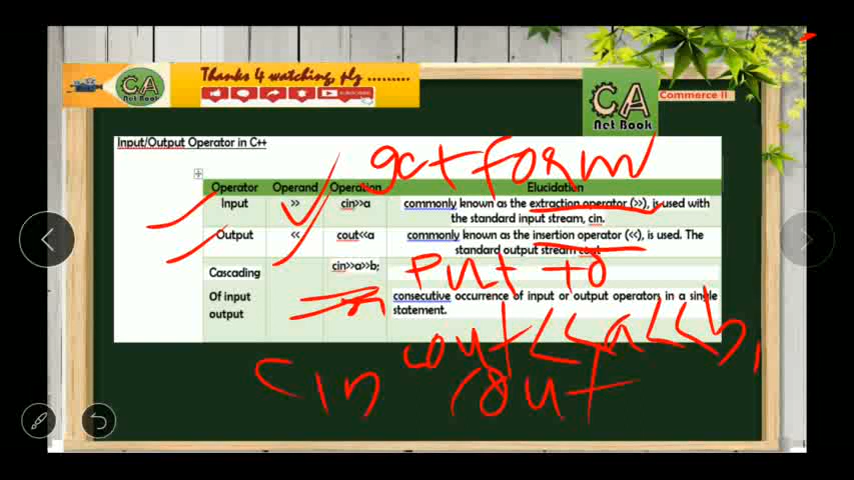 Thanks 4 watching, plz .........
CA
Net Book
SUBSCRIBE
CA
Net Book
Commerce II
Input/Output Operator in C++
get form
Operator Operand Operation Elucidation
Input >> cin>>a commonly known as the extraction operator (>>), is used with
the standard input stream, cin.
Output << cout<<a commonly known as the insertion operator (<<), is used. The
standard output stream cout
put to
Cascading cin>>a>>b;
Of input consecutive occurrence of input or output operators in a single
output statement.
cout<<a<<b,
cin cout